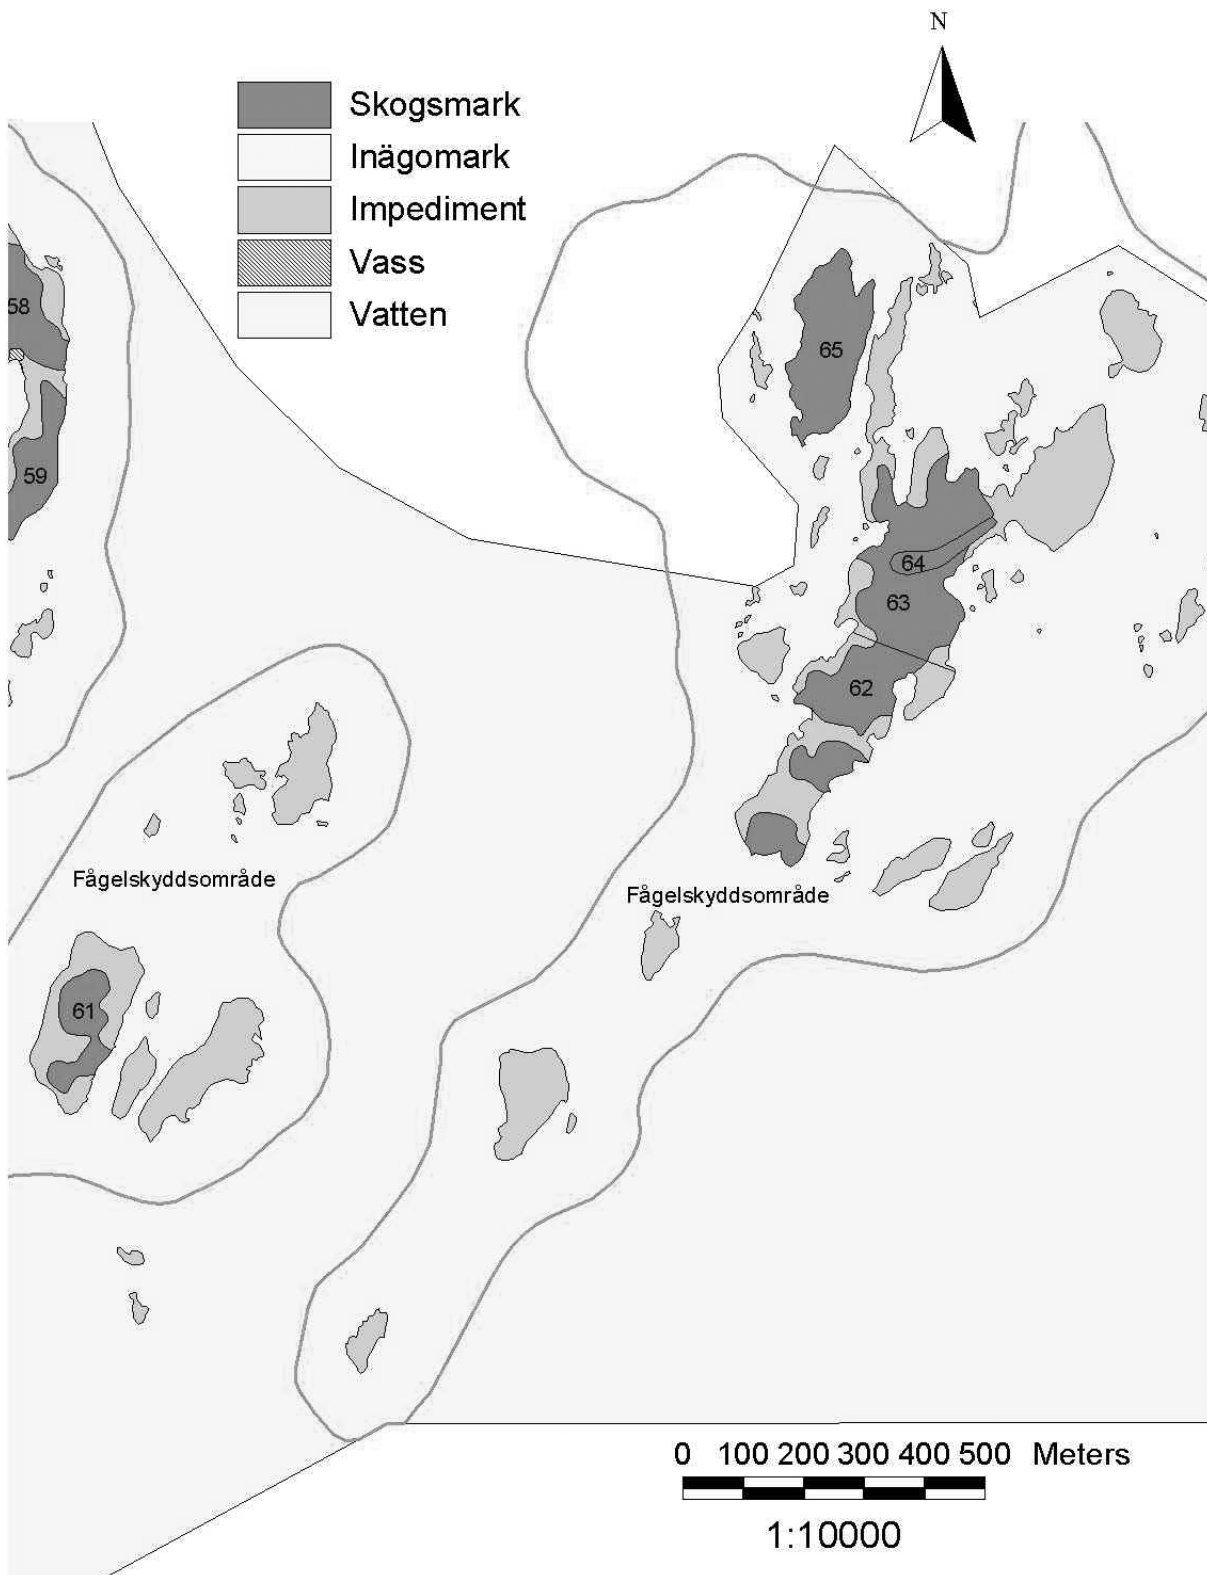 N
Skogsmark
Inägomark
Impediment
Vass
Vatten
58
65
59
64
63
62
Fågelskyddsområde
Fågelskyddsområde
61
0 100 200 300 400 500 Meters
1:10000